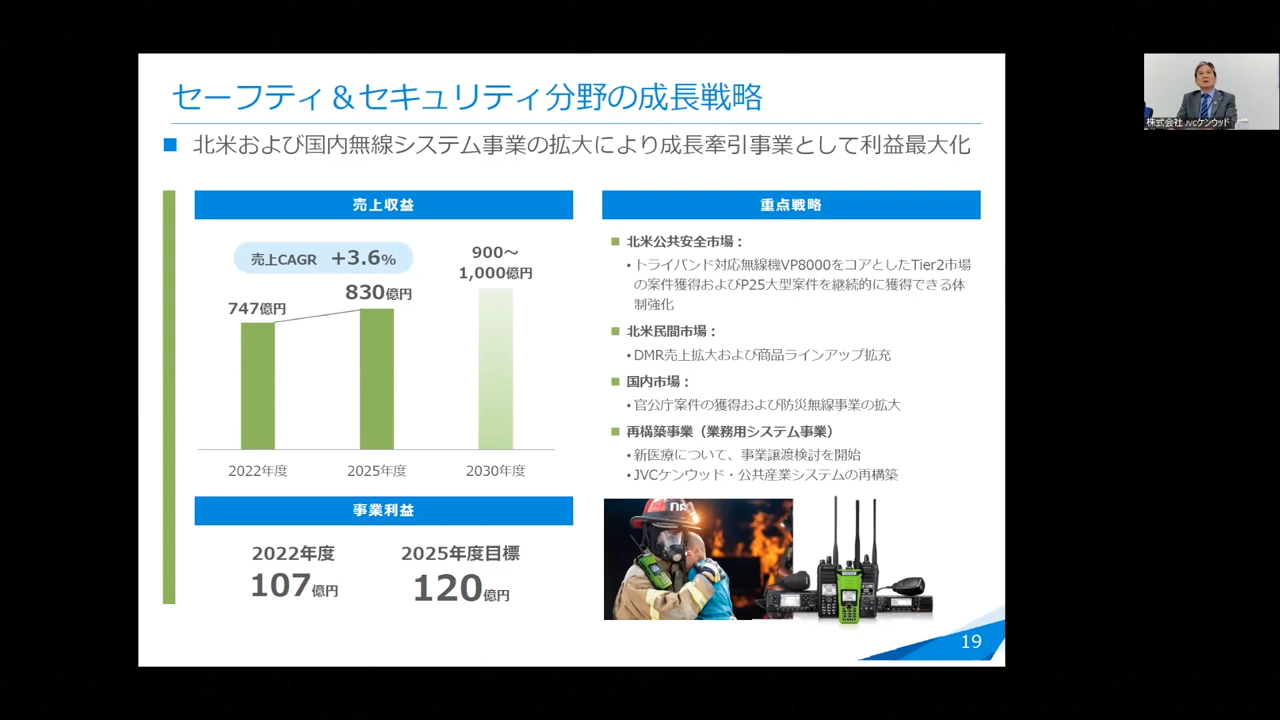 セーフティ＆セキュリティ分野の成長戦略
北米および国内無線システム事業の拡大により成長牽引事業として利益最大化
売上収益
売上CAGR +3.6%
747億円
830億円
900～
1,000億円
2022年度
2025年度
2030年度
事業利益
2022年度
107億円
2025年度目標
120億円
重点戦略
北米公共安全市場：
・トライバンド対応無線機VP8000をコアとしたTier2市場
の案件獲得およびP25大型案件を継続的に獲得できる体
制強化
北米民間市場：
・DMR売上拡大および商品ラインアップ拡充
国内市場：
・官公庁案件の獲得および防災無線事業の拡大
再構築事業（業務用システム事業）
・新医療について、事業譲渡検討を開始
・JVCケンウッド・公共産業システムの再構築
19
株式会社 JVCケンウッド